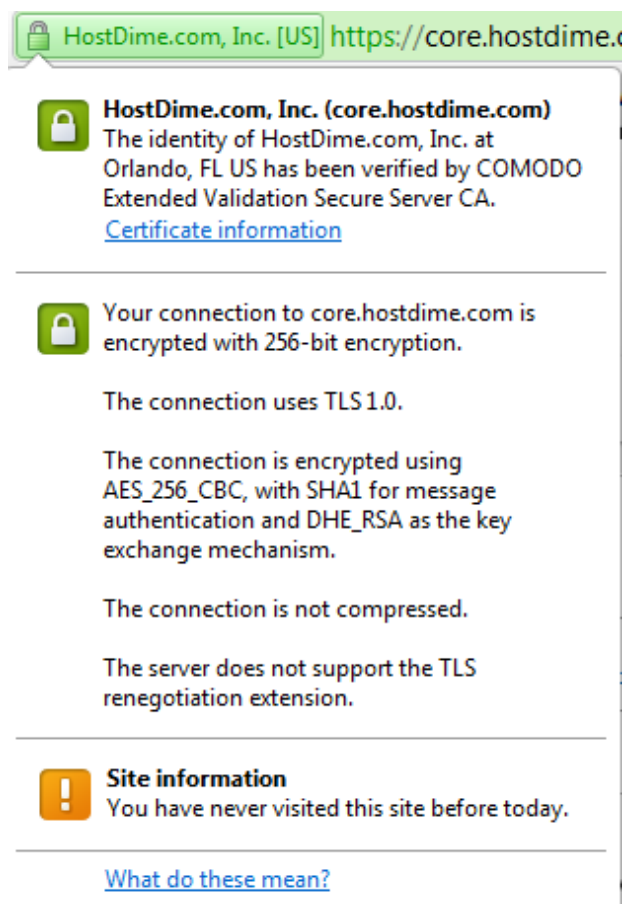 HostDime.com, Inc. [US] https://core.hostdime.
HostDime.com, Inc. (core.hostdime.com)
The identity of HostDime.com, Inc. at
Orlando, FL US has been verified by COMODO
Extended Validation Secure Server CA.
Certificate information
Your connection to core.hostdime.com is
encrypted with 256-bit encryption.
The connection uses TLS 1.0.
The connection is encrypted using
AES_256_CBC, with SHA1 for message
authentication and DHE_RSA as the key
exchange mechanism.
The connection is not compressed.
The server does not support the TLS
renegotiation extension.
Site information
You have never visited this site before today.
What do these mean?